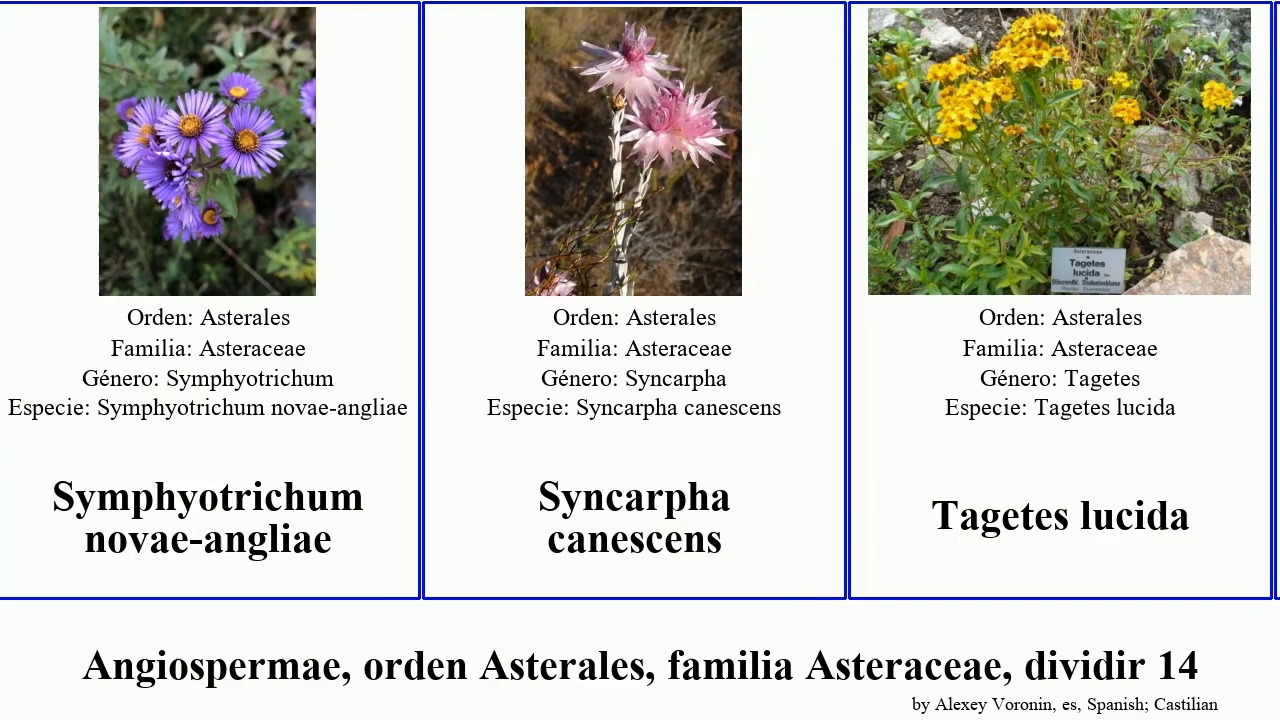 Asteraceae
Tagetes
lucida
Orden: Asterales
Familia: Asteraceae
Género: Symphyotrichum
Especie: Symphyotrichum novae-angliae
Symphyotrichum
novae-angliae
Orden: Asterales
Familia: Asteraceae
Género: Syncarpha
Especie: Syncarpha canescens
Syncarpha
canescens
Orden: Asterales
Familia: Asteraceae
Género: Tagetes
Especie: Tagetes lucida
Tagetes lucida
Angiospermae, orden Asterales, familia Asteraceae, dividir 14
by Alexey Voronin, es, Spanish; Castilian